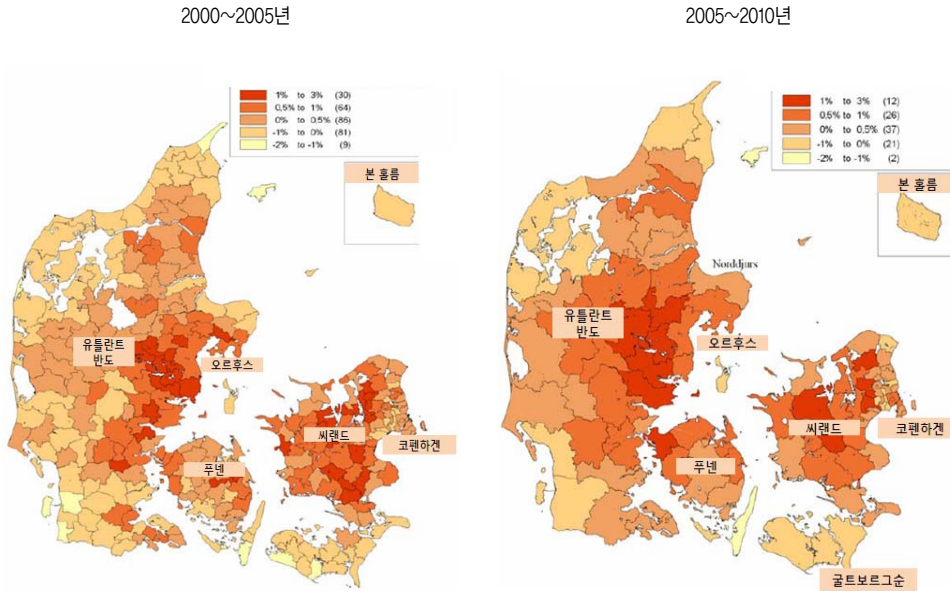 2000~2005년
2005~2010년
1% to 3% (30)
0,5% to 1% (64)
0% to 0,5% (86)
-1% to 0% (81)
-2% to -1% (9)
본 홀름
유틀란트
반도
오르후스
씨랜드
코펜하겐
푸넨
1% to 3% (12)
0,5% to 1% (26)
0% to 0,5% (37)
-1% to 0% (21)
-2% to -1% (2)
본 홀름
Norddjurs
유틀란트
반도
오르후스
씨랜드
코펜하겐
푸넨
굴트보르그순